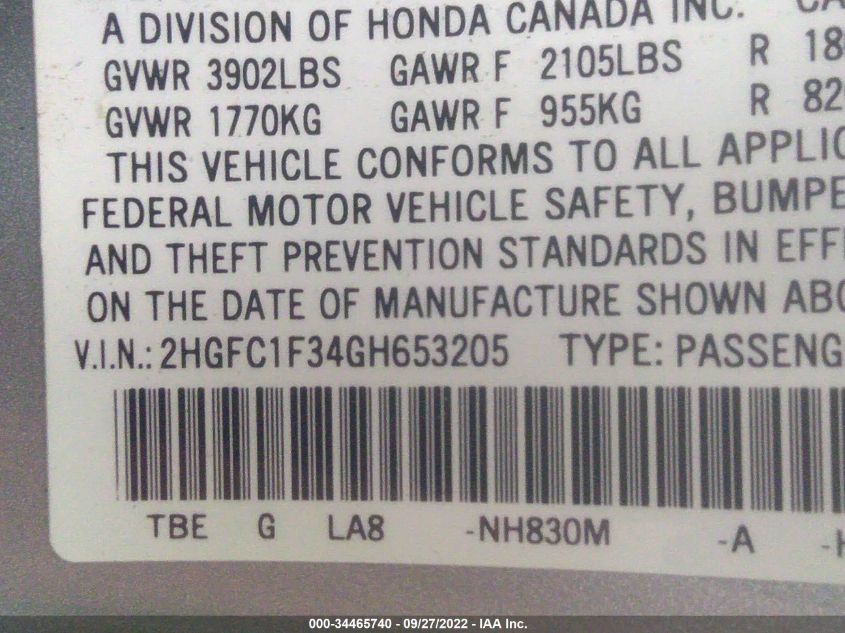 A DIVISION OF HONDA CANADA INC.
GVWR 3902LBS GAWR F 2105LBS R
GVWR 1770KG GAWR F 955KG R
THIS VEHICLE CONFORMS TO ALL
FEDERAL MOTOR VEHICLE SAFETY,
AND THEFT PREVENTION STANDARDS IN
ON THE DATE OF MANUFACTURE SHOWN
V.I.N.: 2HGFC1F34GH653205 TYPE:
TBE G LA8 -NH830M -A
000-34465740 - 09/27/2022 - IAA Inc.